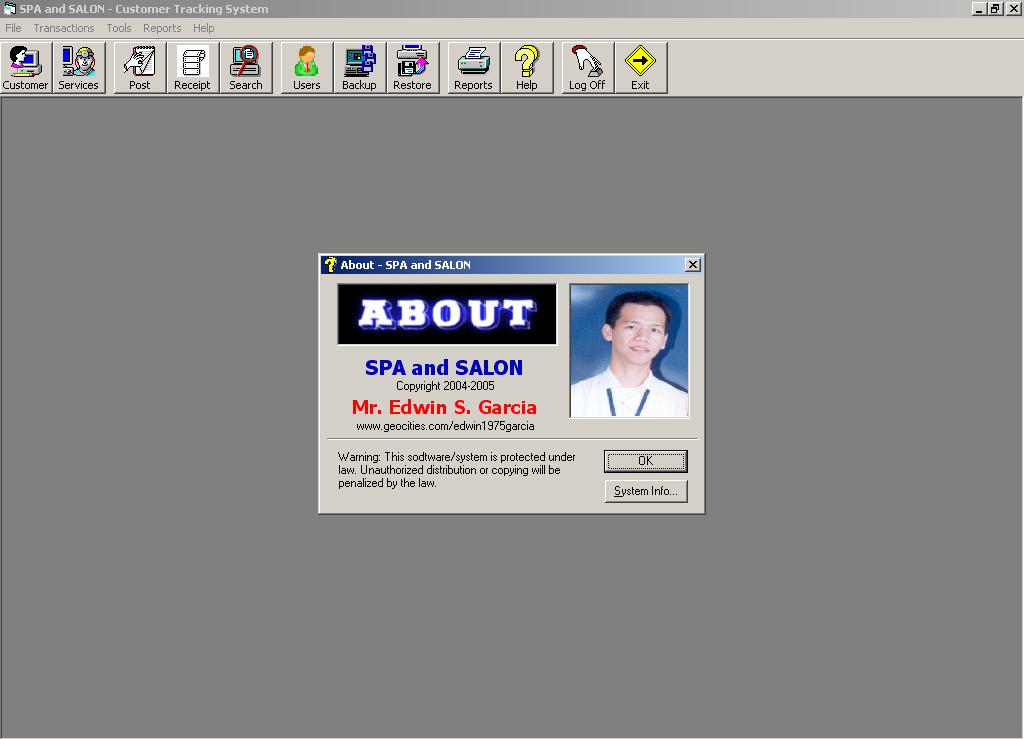 SPA and SALON - Customer Tracking System
File Transactions Tools Reports Help
Customer Services Post Receipt Search Users Backup Restore Reports Help Log Off Exit
About - SPA and SALON
ABOUT
SPA and SALON
Copyright 2004-2005
Mr. Edwin S. Garcia
www.geocities.com/edwin1975garcia
Warning: This sodtware/system is protected under
law. Unauthorized distribution or copying will be
penalized by the law.
OK
System Info...